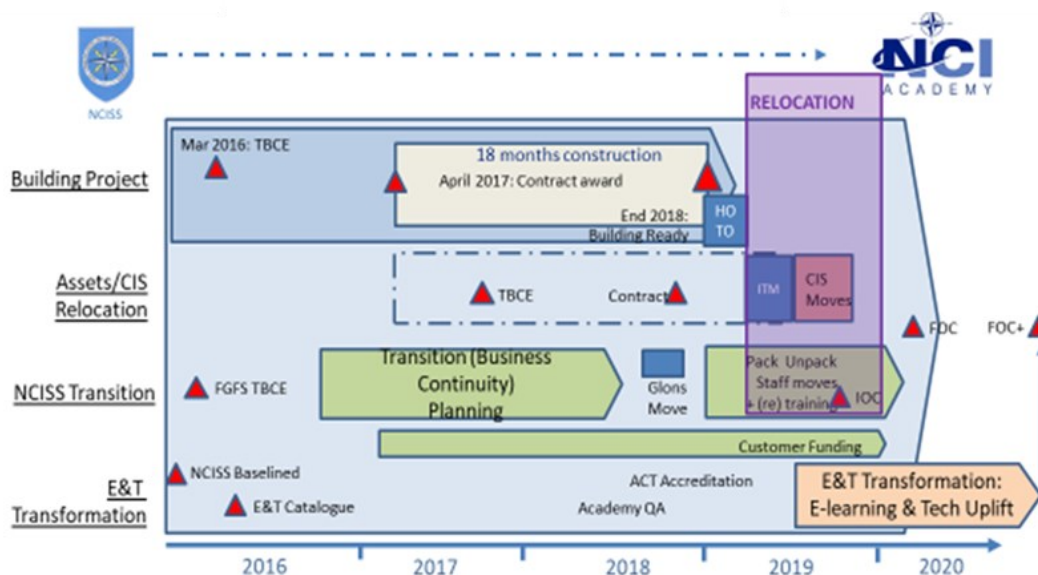 NCISS
NCI
ACADEMY
RELOCATION
Building Project
Mar 2016: TBCE
18 months construction
April 2017: Contract award
End 2018:
Building Ready
HO
TO
Assets/CIS
Relocation
TBCE
Contract
ITM
CIS
Moves
FOC
FOC+
NCISS Transition
FGFS TBCE
Transition (Business
Continuity)
Planning
Glons
Move
Pack Unpack
Staff moves
+ (re) training
IOC
Customer Funding
E&T
Transformation
NCISS Baselined
E&T Catalogue
ACT Accreditation
Academy QA
E&T Transformation:
E-learning & Tech Uplift
2016
2017
2018
2019
2020